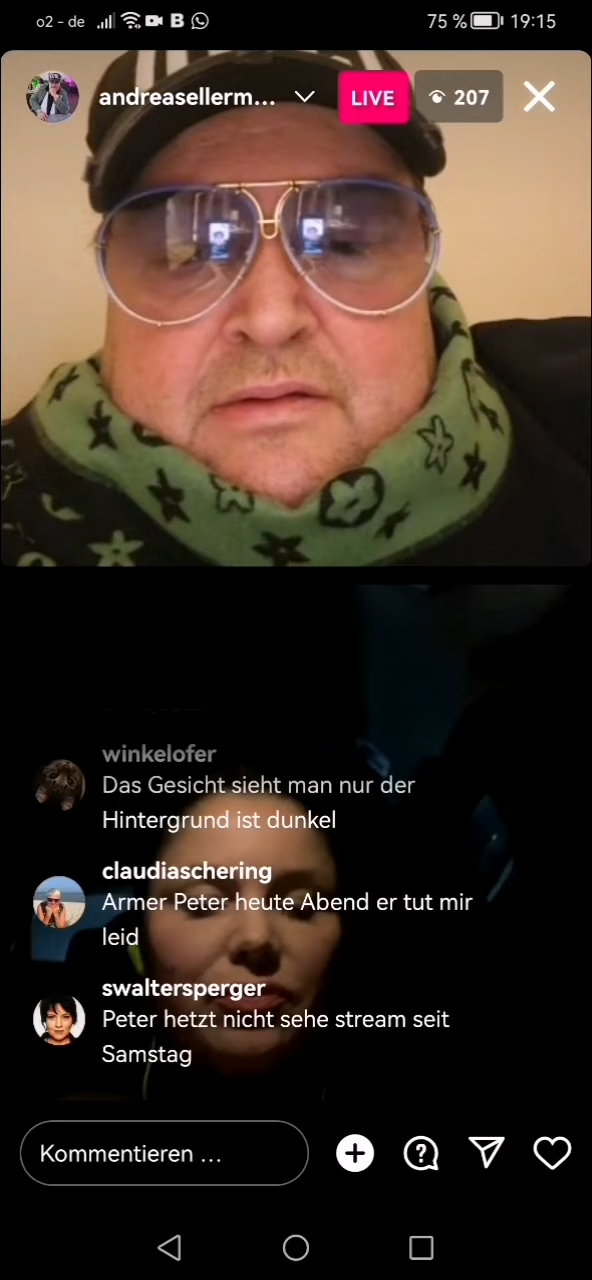 o2 - de B 75 % 19:15
andreasellerm... LIVE 207
winkelofer
Das Gesicht sieht man nur der
Hintergrund ist dunkel
claudiaschering
Armer Peter heute Abend er tut mir
leid
swaltersperger
Peter hetzt nicht sehe stream seit
Samstag
Kommentieren ...